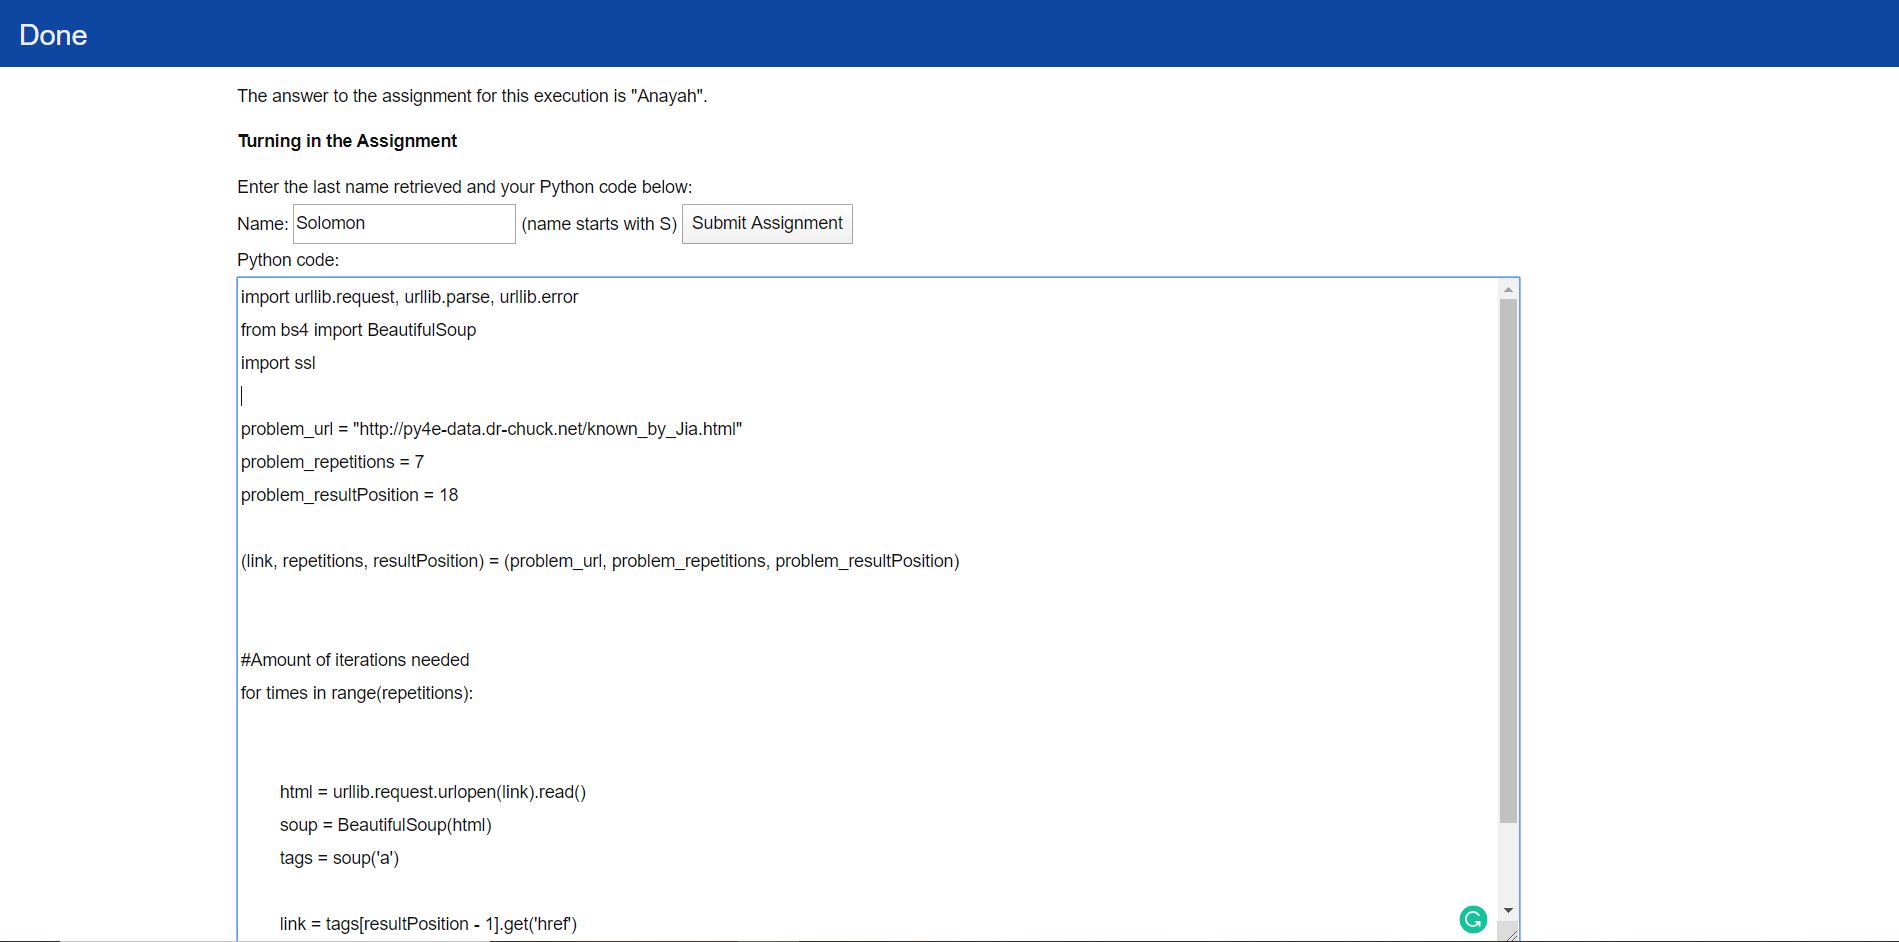 Done
The answer to the assignment for this execution is "Anayah".
Turning in the Assignment
Enter the last name retrieved and your Python code below:
Name: Solomon (name starts with S) Submit Assignment
Python code:
import urllib.request, urllib.parse, urllib.error
from bs4 import BeautifulSoup
import ssl
problem_url = "http://py4e-data.dr-chuck.net/known_by_Jia.html"
problem_repetitions = 7
problem_resultPosition = 18
(link, repetitions, resultPosition) = (problem_url, problem_repetitions, problem_resultPosition)
#Amount of iterations needed
for times in range(repetitions):
html = urllib.request.urlopen(link).read()
soup = BeautifulSoup(html)
tags = soup('a')
link = tags[resultPosition - 1].get('href')